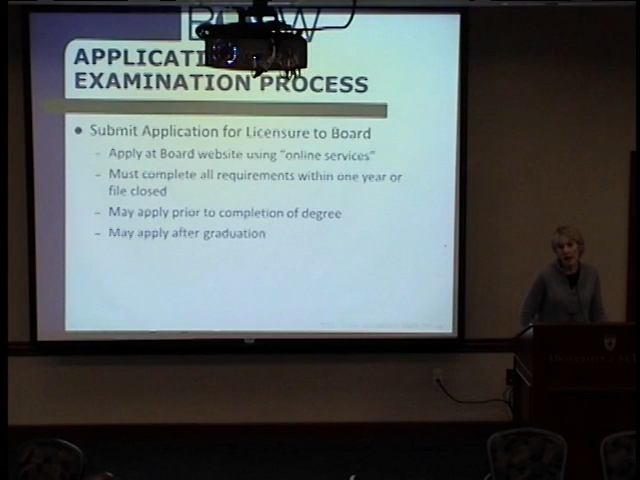 APPLICATI
EXAMINATION PROCESS
• Submit Application for Licensure to Board
– Apply at Board website using "online services"
– Must complete all requirements within one year or
file closed
– May apply prior to completion of degree
– May apply after graduation